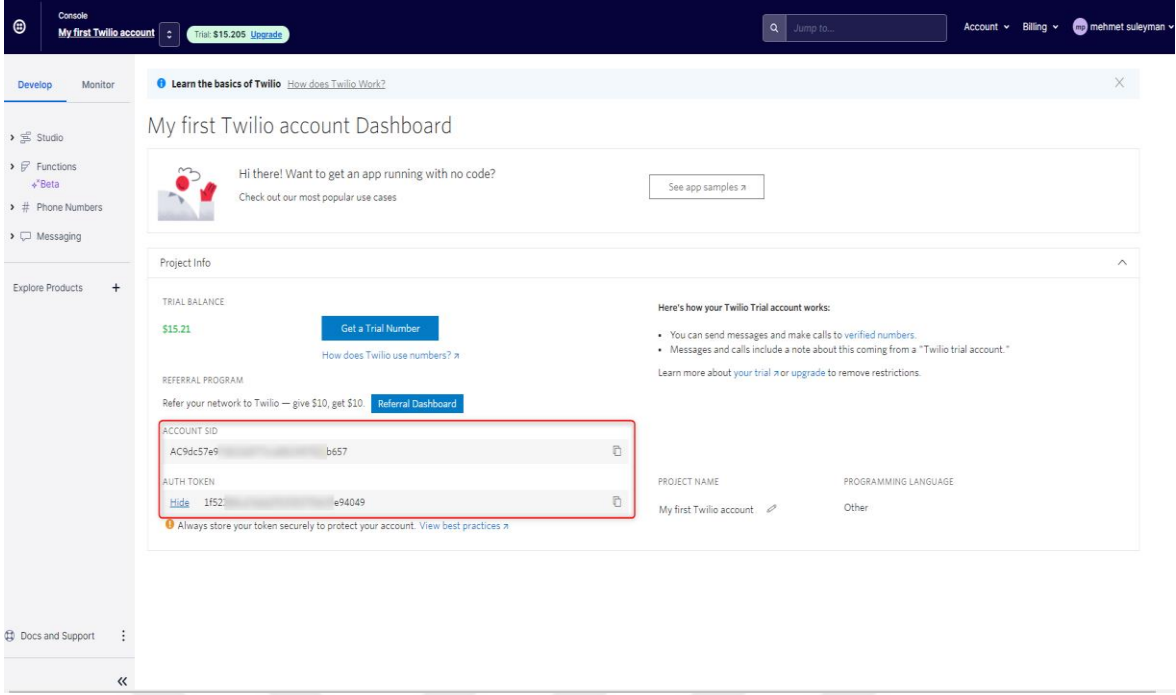 Console
My first Twilio account
Trial: $15.205 Upgrade
Jump to...
Account
Billing
mp mehmet suleyman
Develop Monitor
Learn the basics of Twilio How does Twilio Work?
My first Twilio account Dashboard
Studio
Functions
Beta
# Phone Numbers
Messaging
Explore Products +
Hi there! Want to get an app running with no code?
Check out our most popular use cases
See app samples
Project Info
TRIAL BALANCE
$15.21
Get a Trial Number
How does Twilio use numbers?
REFERRAL PROGRAM
Refer your network to Twilio — give $10, get $10. Referral Dashboard
ACCOUNT SID
AC9dc57e9 b657
AUTH TOKEN
Hide 1f52 e94049
Always store your token securely to protect your account. View best practices
Here's how your Twilio Trial account works:
• You can send messages and make calls to verified numbers.
• Messages and calls include a note about this coming from a "Twilio trial account."
Learn more about your trial or upgrade to remove restrictions.
PROJECT NAME
My first Twilio account
PROGRAMMING LANGUAGE
Other
Docs and Support